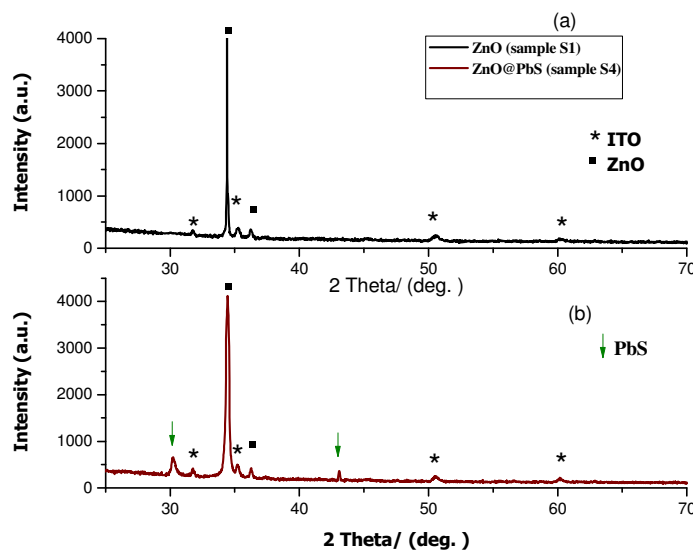 (a)
ZnO (sample S1)
ZnO@PbS (sample S4)
* ITO
ZnO
Intensity (a.u.)
4000
3000
2000
1000
0
30
40
50
60
70
2 Theta/ (deg. )
(b)
PbS
Intensity (a.u.)
4000
3000
2000
1000
0
30
40
50
60
70
2 Theta/ (deg. )